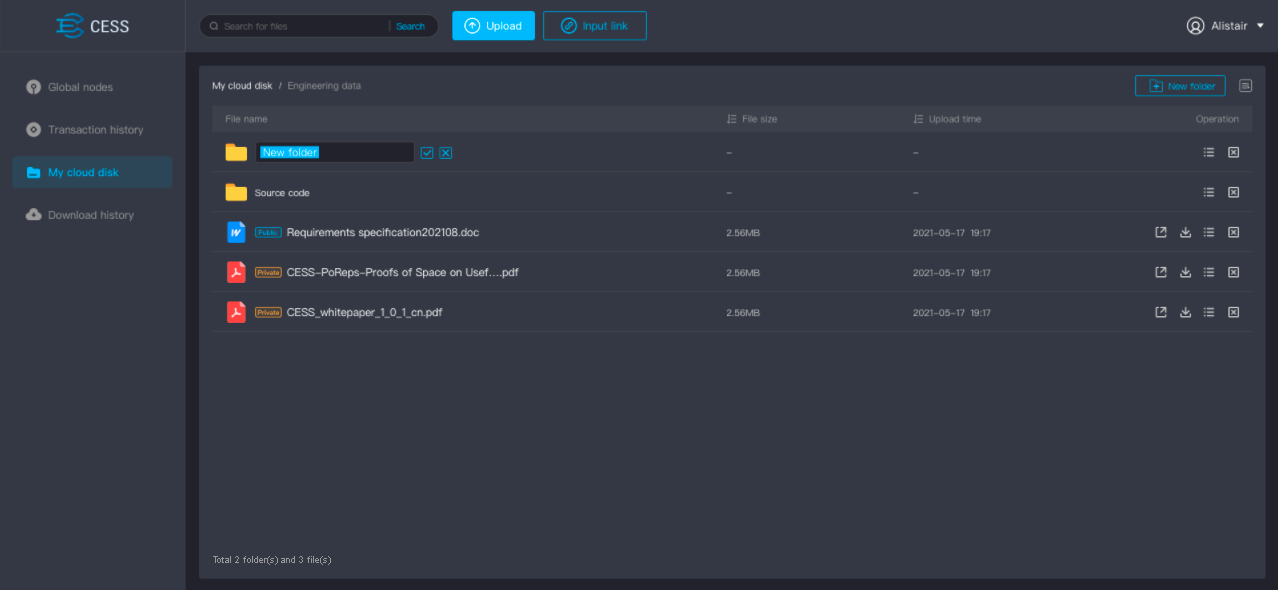 CESS
Search for files
Search
Upload
Input link
Alistair
Global nodes
Transaction history
My cloud disk
Download history
My cloud disk / Engineering data
New folder
File name File size Upload time Operation
New folder – –
Source code – –
Public Requirements specification202108.doc 2.56MB 2021-05-17 19:17
Private CESS-PoReps-Proofs of Space on Usef....pdf 2.56MB 2021-05-17 19:17
Private CESS_whitepaper_1_0_1_cn.pdf 2.56MB 2021-05-17 19:17
Total 2 folder(s) and 3 file(s)